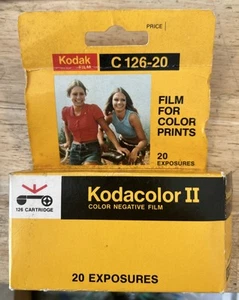 PRICE
Kodak
FILM
C 126-20
FILM
FOR
COLOR
PRINTS
20
EXPOSURES
Kodacolor II
COLOR NEGATIVE FILM
126 CARTRIDGE
20 EXPOSURES